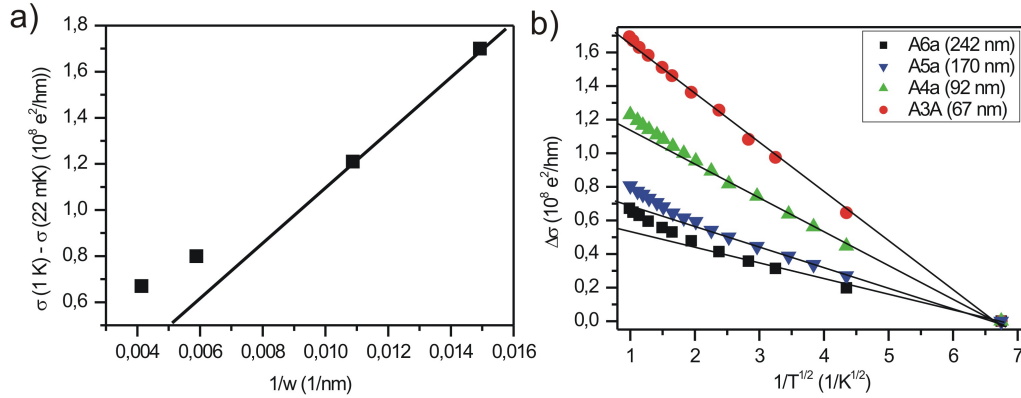 a)
σ (1 K) - σ (22 mK) (10⁸ e²/hm))
1,8
1,6
1,4
1,2
1,0
0,8
0,6
0,004 0,006 0,008 0,010 0,012 0,014 0,016
1/w (1/nm)
b)
Δσ (10⁸ e²/hm)
1,6
1,4
1,2
1,0
0,8
0,6
0,4
0,2
0,0
1 2 3 4 5 6 7
1/T^1/2 (1/K^1/2)
A6a (242 nm)
A5a (170 nm)
A4a (92 nm)
A3A (67 nm)